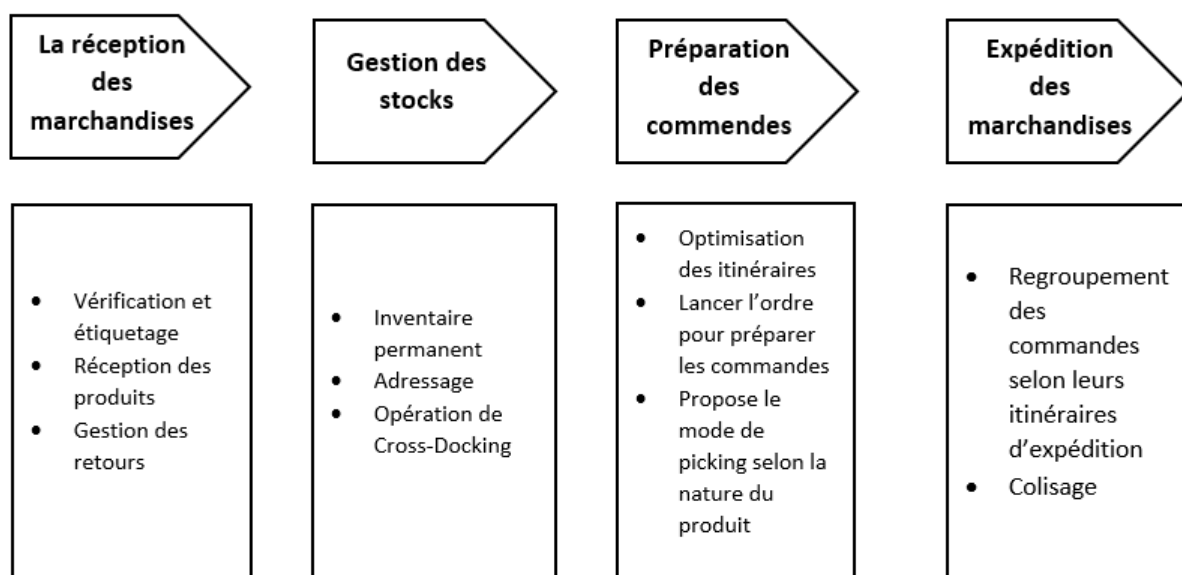 La réception
des
marchandises
Gestion des
stocks
Préparation
des
commendes
Expédition
des
marchandises
• Vérification et
étiquetage
• Réception des
produits
• Gestion des
retours
• Inventaire
permanent
• Adressage
• Opération de
Cross-Docking
• Optimisation
des itinéraires
• Lancer l’ordre
pour préparer
les commandes
• Propose le
mode de
picking selon la
nature du
produit
• Regroupement
des
commandes
selon leurs
itinéraires
d’expédition
• Colisage